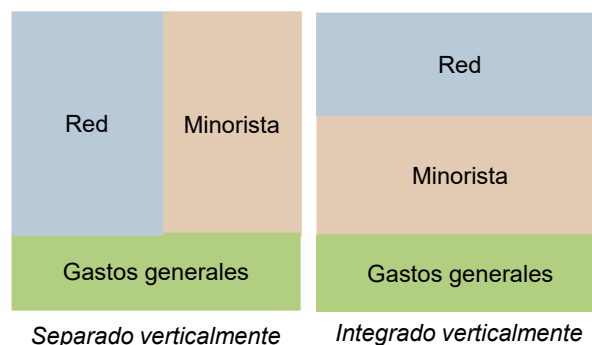 Red
Minorista
Gastos generales
Separado verticalmente
Red
Minorista
Gastos generales
Integrado verticalmente